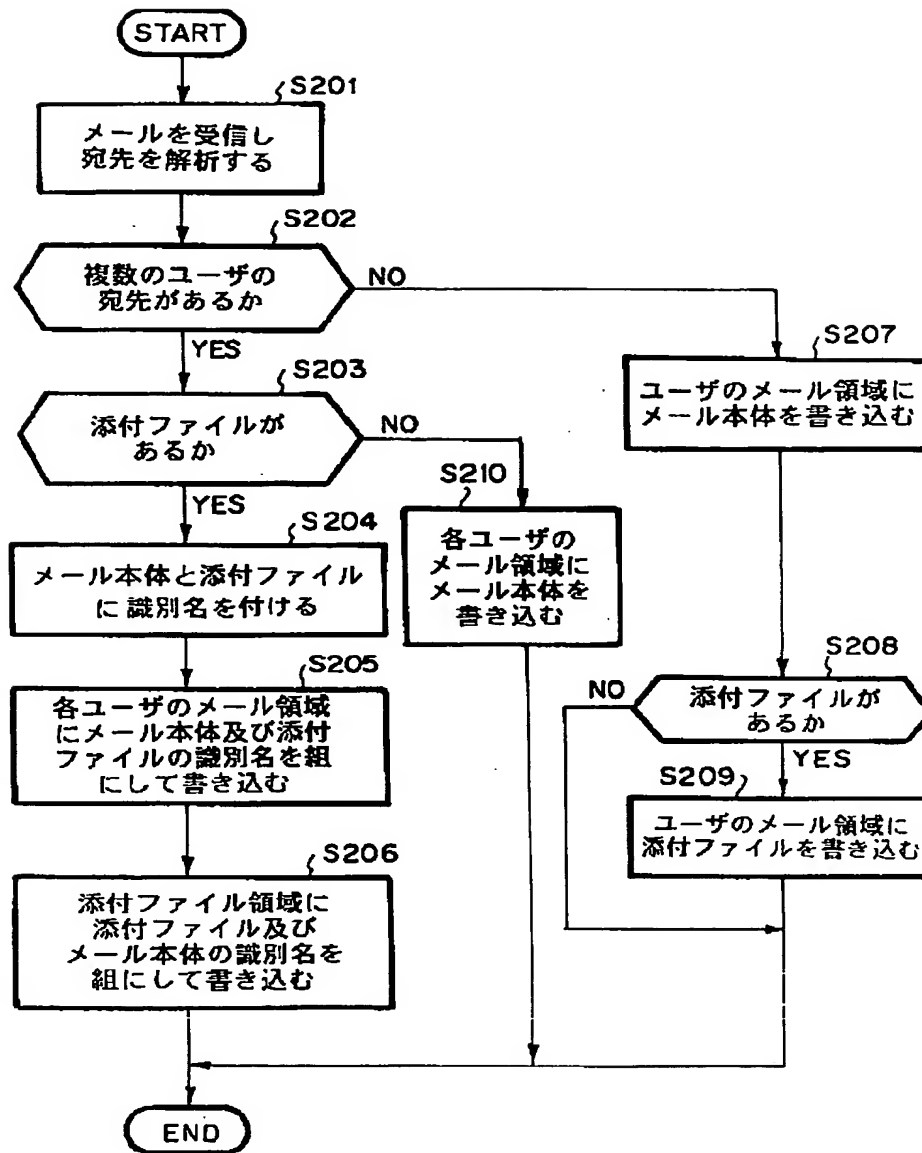 START
S201
メールを受信し
宛先を解析する
S202
複数のユーザの
宛先があるか
NO
YES
S203
添付ファイルが
あるか
NO
YES
S204
メール本体と添付ファイル
に識別名を付ける
S205
各ユーザのメール領域
にメール本体及び添付
ファイルの識別名を組
にして書き込む
S206
添付ファイル領域に
添付ファイル及び
メール本体の識別名を
組にして書き込む
S210
各ユーザの
メール領域に
メール本体を
書き込む
S207
ユーザのメール領域に
メール本体を書き込む
S208
添付ファイルが
あるか
NO
YES
S209
ユーザのメール領域に
添付ファイルを書き込む
END